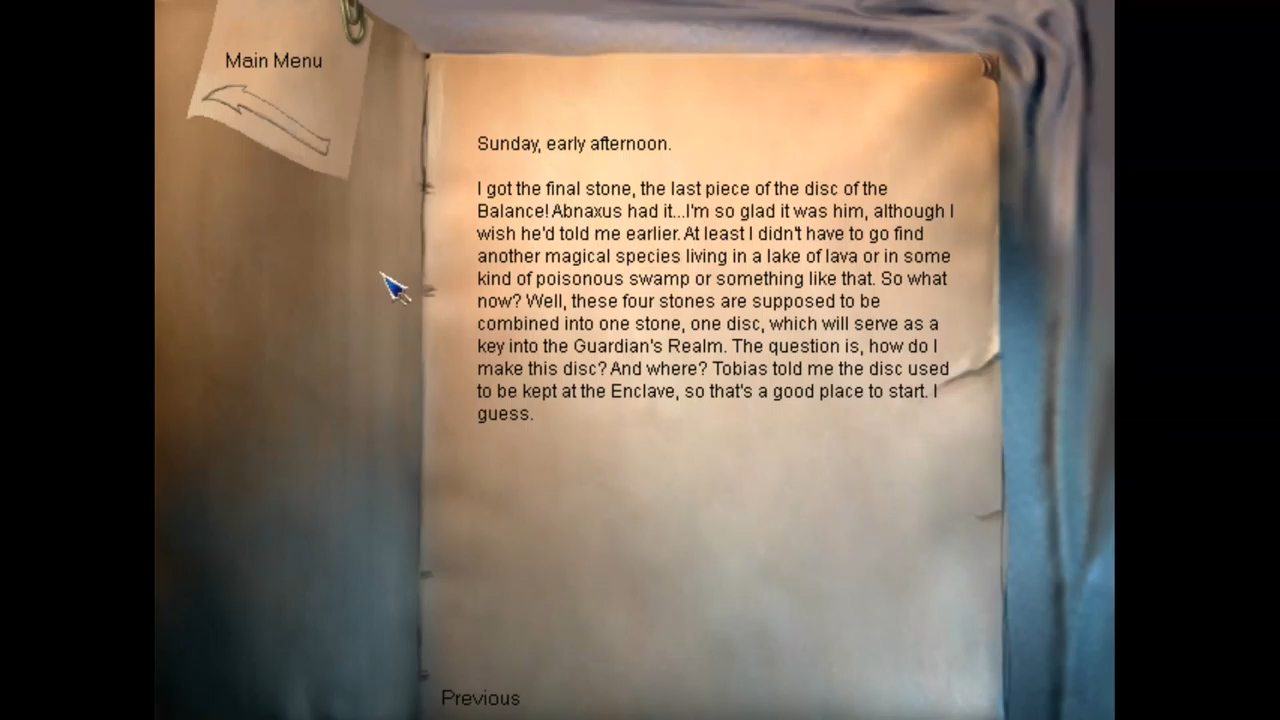 Main Menu
Sunday, early afternoon.
I got the final stone, the last piece of the disc of the
Balance! Abnaxus had it...I'm so glad it was him, although I
wish he'd told me earlier. At least I didn't have to go find
another magical species living in a lake of lava or in some
kind of poisonous swamp or something like that. So what
now? Well, these four stones are supposed to be
combined into one stone, one disc, which will serve as a
key into the Guardian's Realm. The question is, how do I
make this disc? And where? Tobias told me the disc used
to be kept at the Enclave, so that's a good place to start. I
guess.
Previous